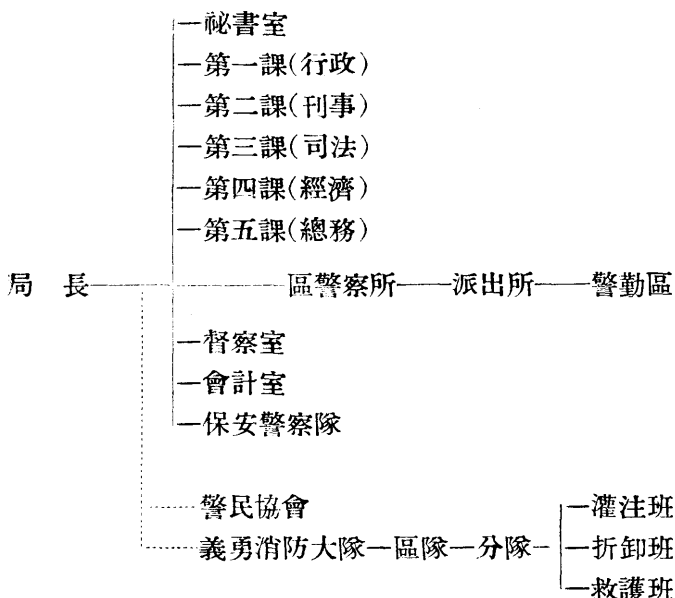 祕書室
第一課(行政)
第二課(刊事)
第三課(司法)
第四課(經濟)
第五課(總務)
局 長 區警察所 派出所 警勤區
督察室
會計室
保安警察隊
警民協會 灌注班
義勇消防大隊 區隊 分隊 折卸班
救護班